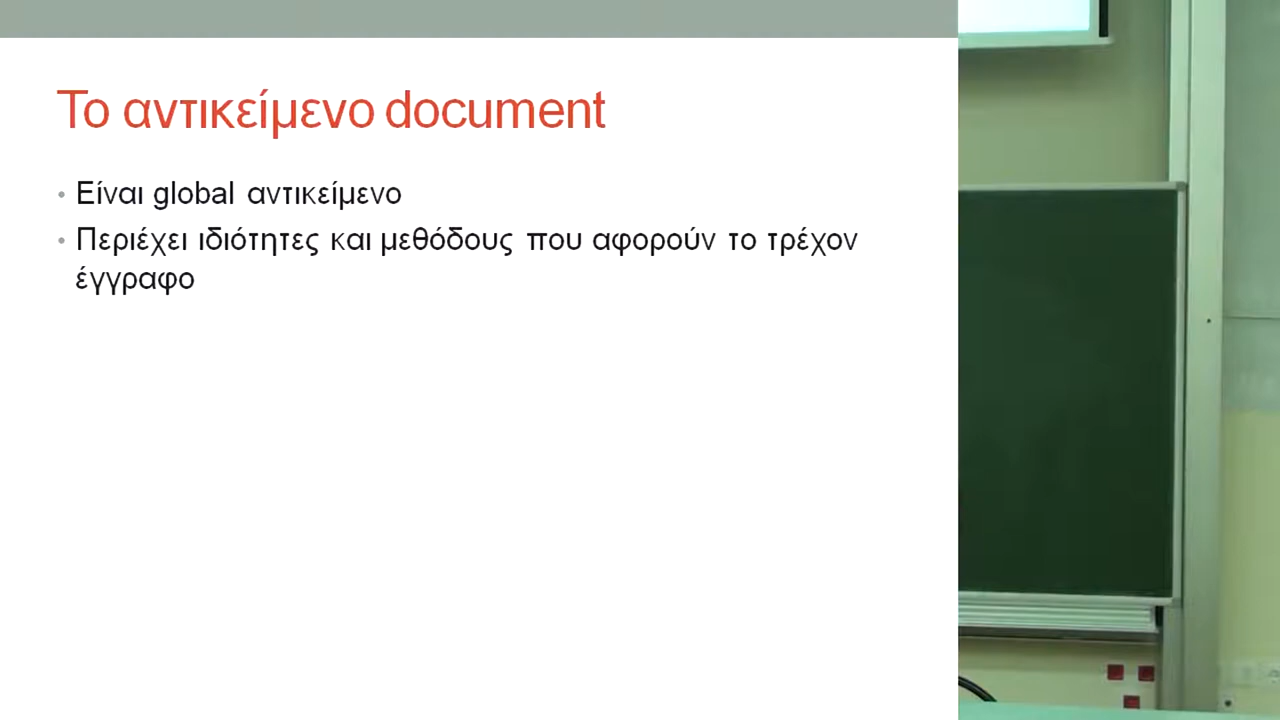 Το αντικείμενο document
• Είναι global αντικείμενο
• Περιέχει ιδιότητες και μεθόδους που αφορούν το τρέχον
έγγραφο